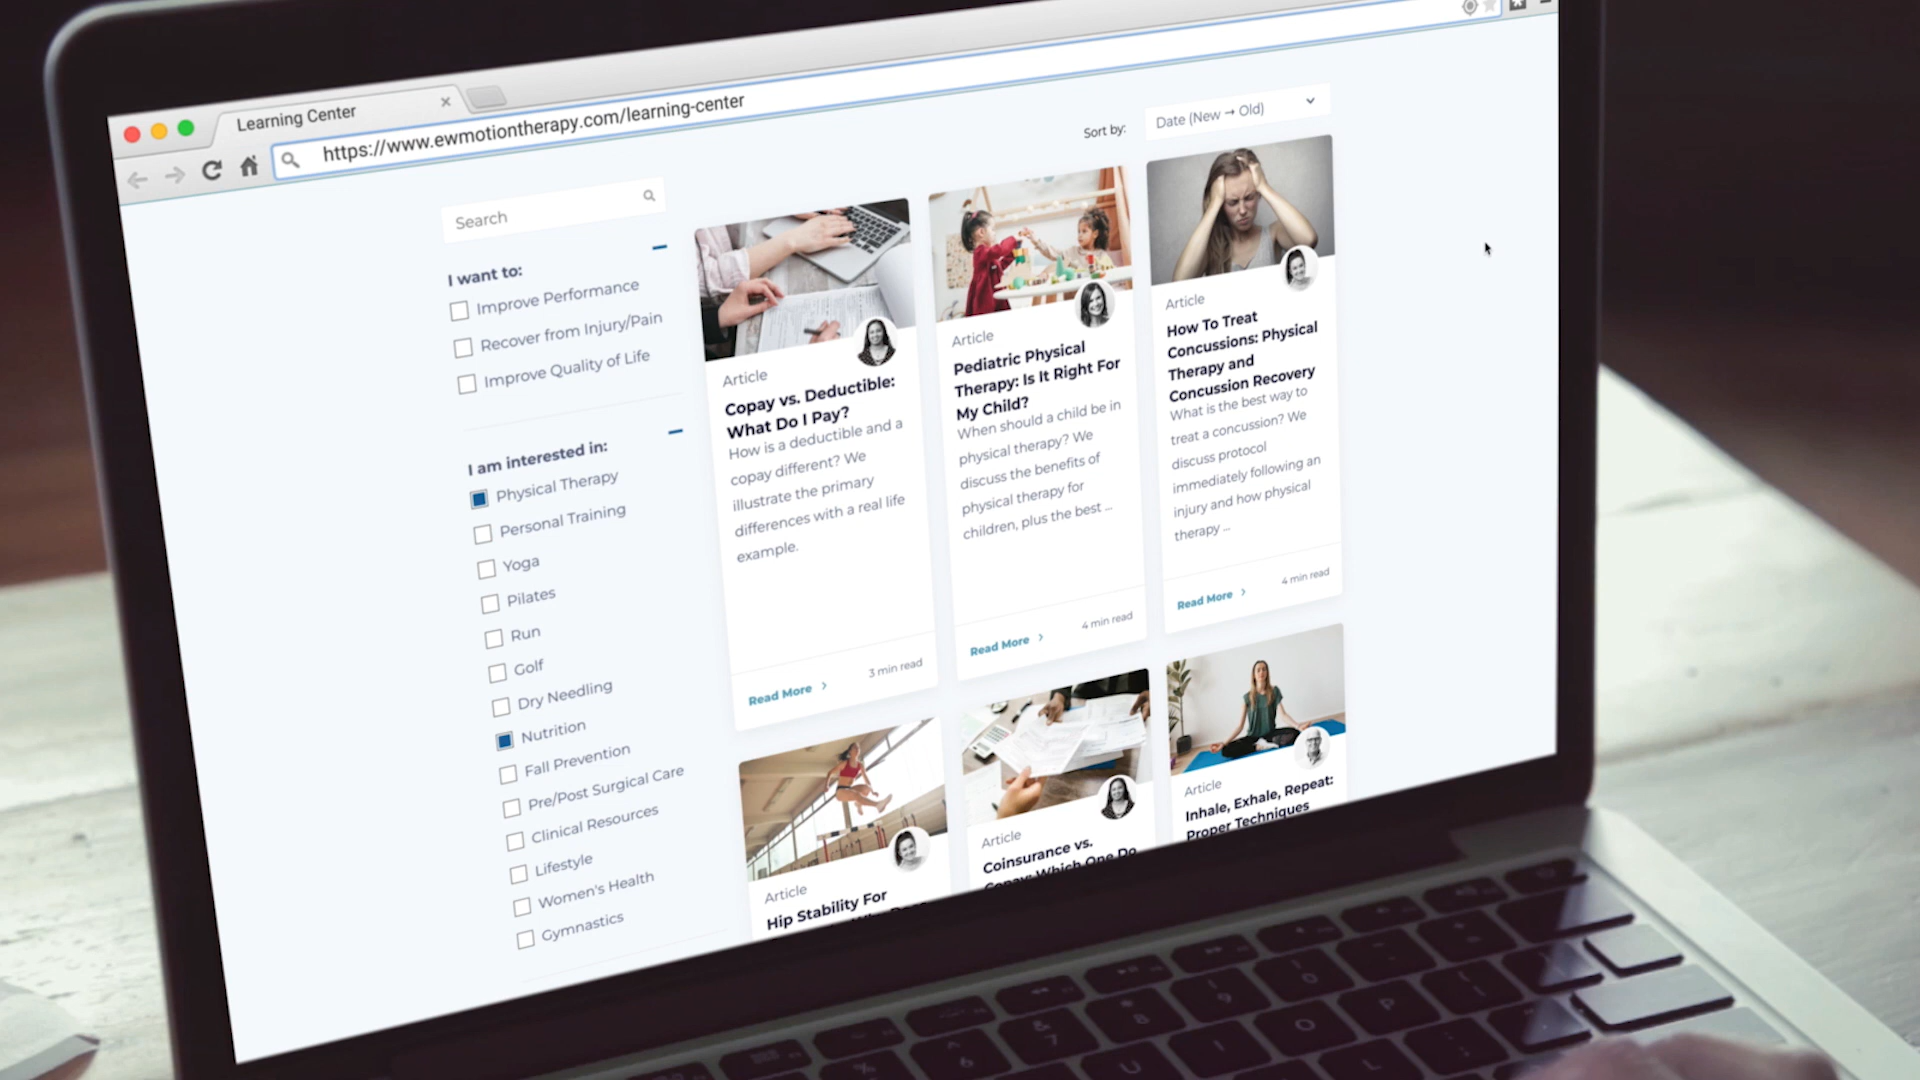 Learning Center
https://www.ewmotiontherapy.com/learning-center
Sort by:
Date (New → Old)
Search
I want to:
Improve Performance
Recover from Injury/Pain
Improve Quality of Life
I am interested in:
Physical Therapy
Personal Training
Yoga
Pilates
Run
Golf
Dry Needling
Nutrition
Fall Prevention
Pre/Post Surgical Care
Clinical Resources
Lifestyle
Women's Health
Gymnastics
Article
Copay vs. Deductible:
What Do I Pay?
How is a deductible and a
copay different? We
illustrate the primary
differences with a real life
example.
Read More
3 min read
Article
Pediatric Physical
Therapy: Is It Right For
My Child?
When should a child be in
physical therapy? We
discuss the benefits of
physical therapy for
children, plus the best ...
Read More
4 min read
Article
How To Treat
Concussions: Physical
Therapy and
Concussion Recovery
What is the best way to
treat a concussion? We
discuss protocol
immediately following an
injury and how physical
therapy ...
Read More
4 min read
Article
Hip Stability For
Article
Coinsurance vs.
Copay: Which One Do
Article
Inhale, Exhale, Repeat:
Proper Techniques